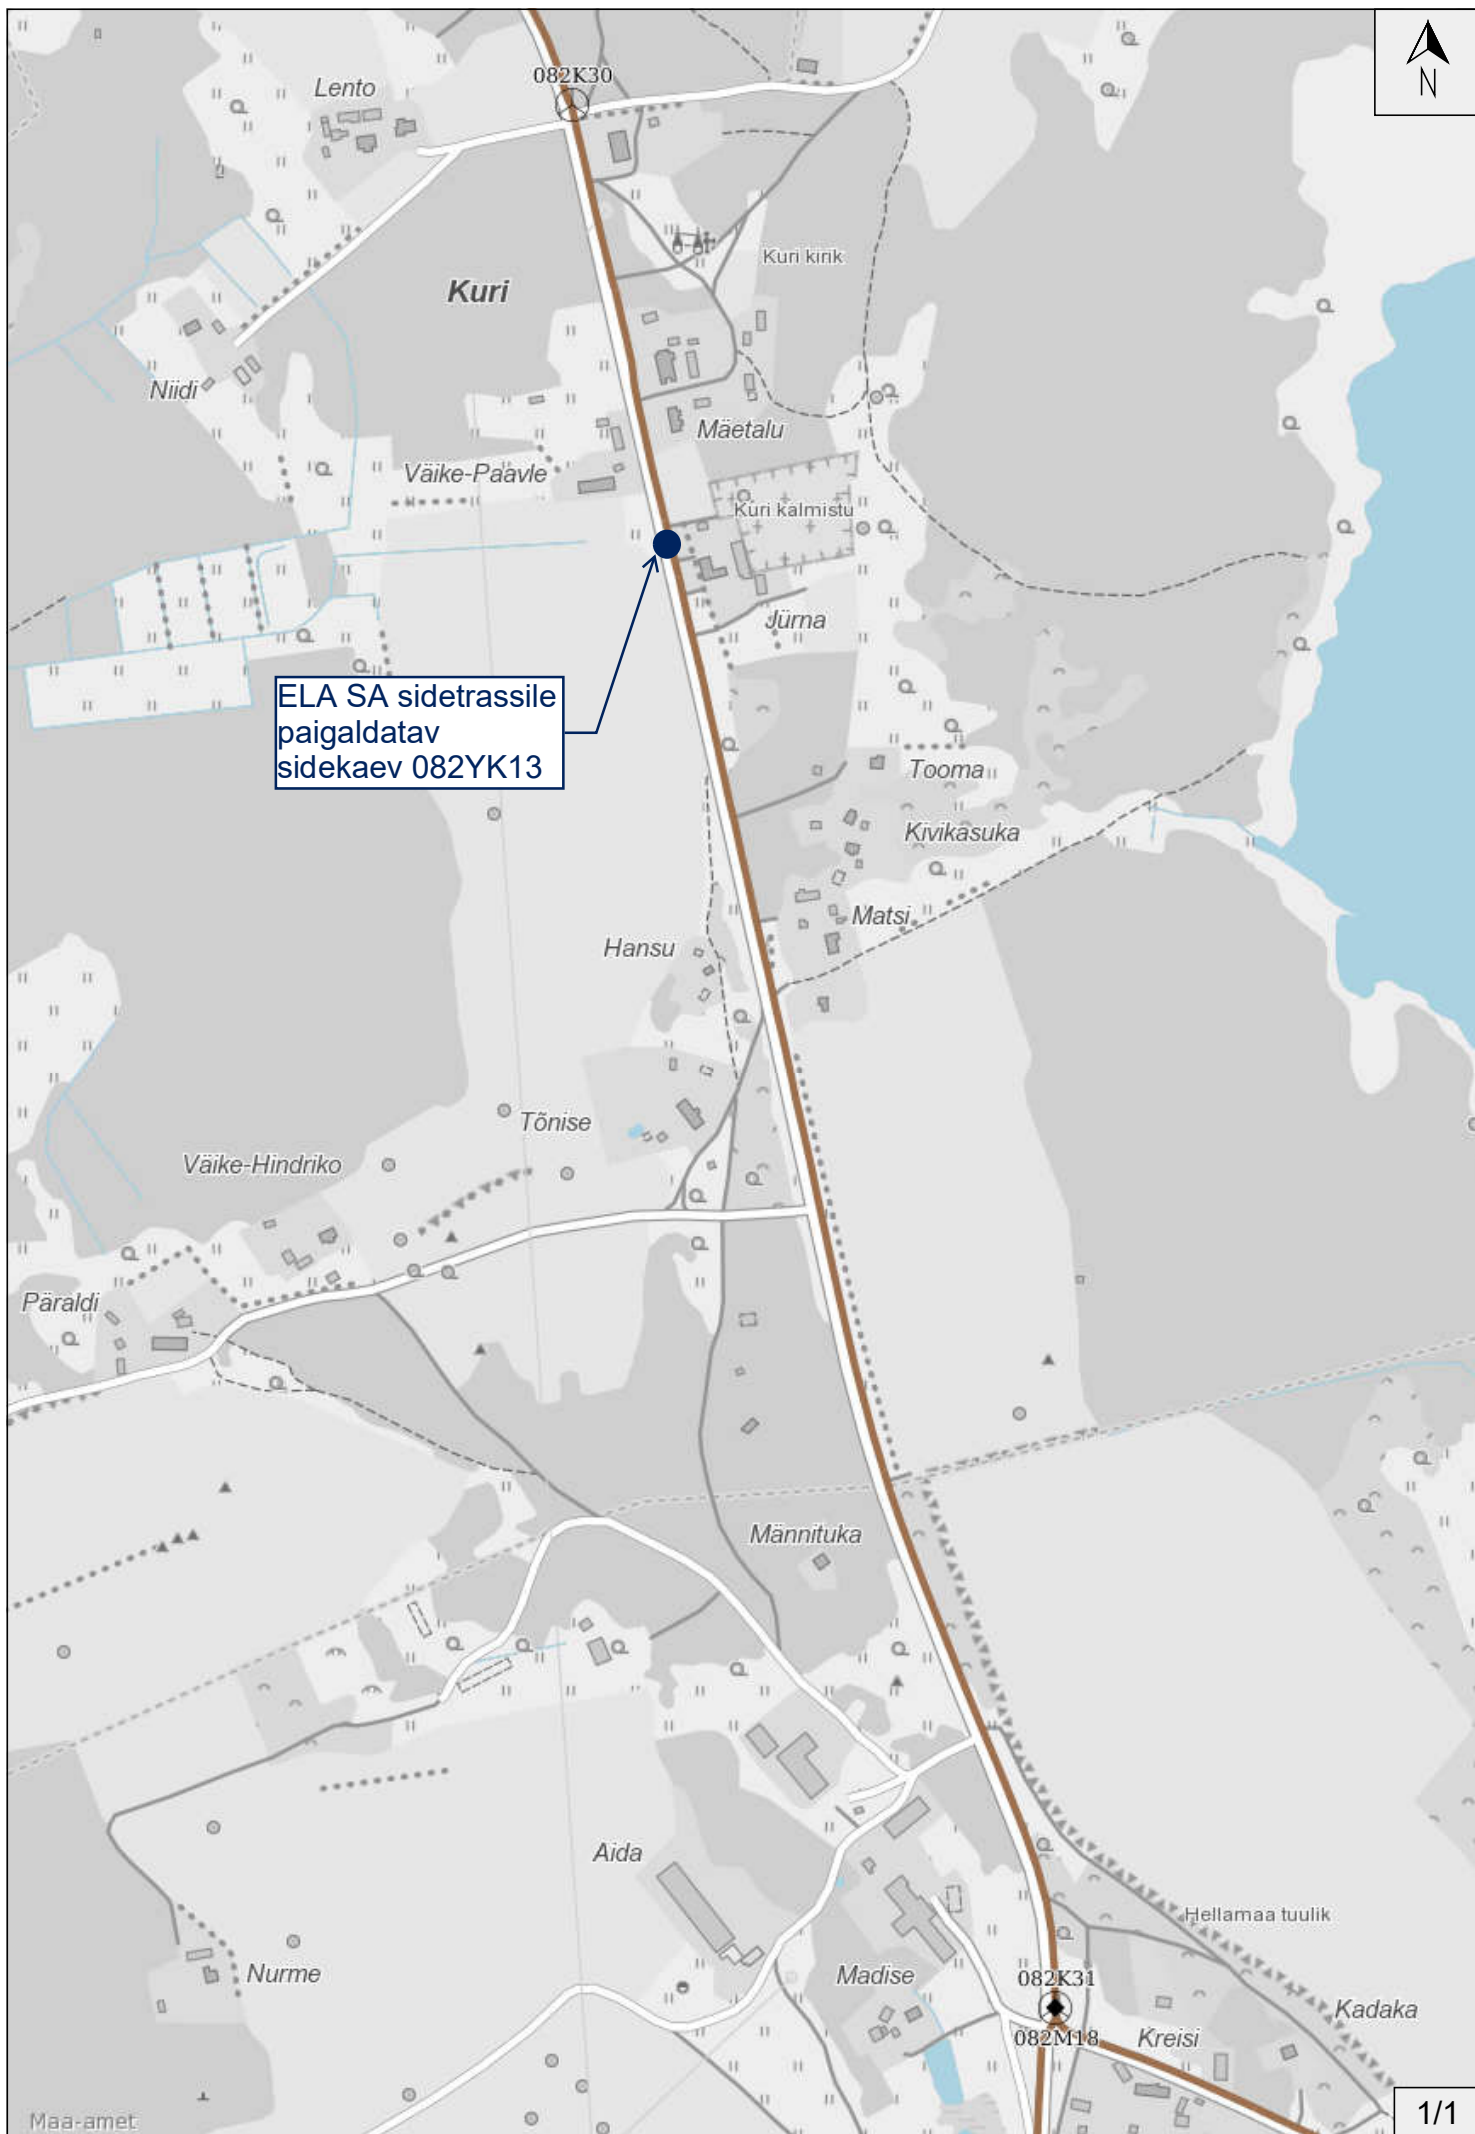 N
082K30
Lento
Kuri kirik
Kuri
Niidi
Mäetalu
Väike-Paavle
Kuri kalmistu
Jürna
ELA SA sidetrassile
paigaldatav
sidekaev 082YK13
Tooma
Kivikasuka
Matsi
Hansu
Tõnise
Väike-Hindriko
Päraldi
Männituka
Aida
Hellamaa tuulik
Nurme
Madise
082K31
Kadaka
082M18
Kreisi
Maa-amet
1/1